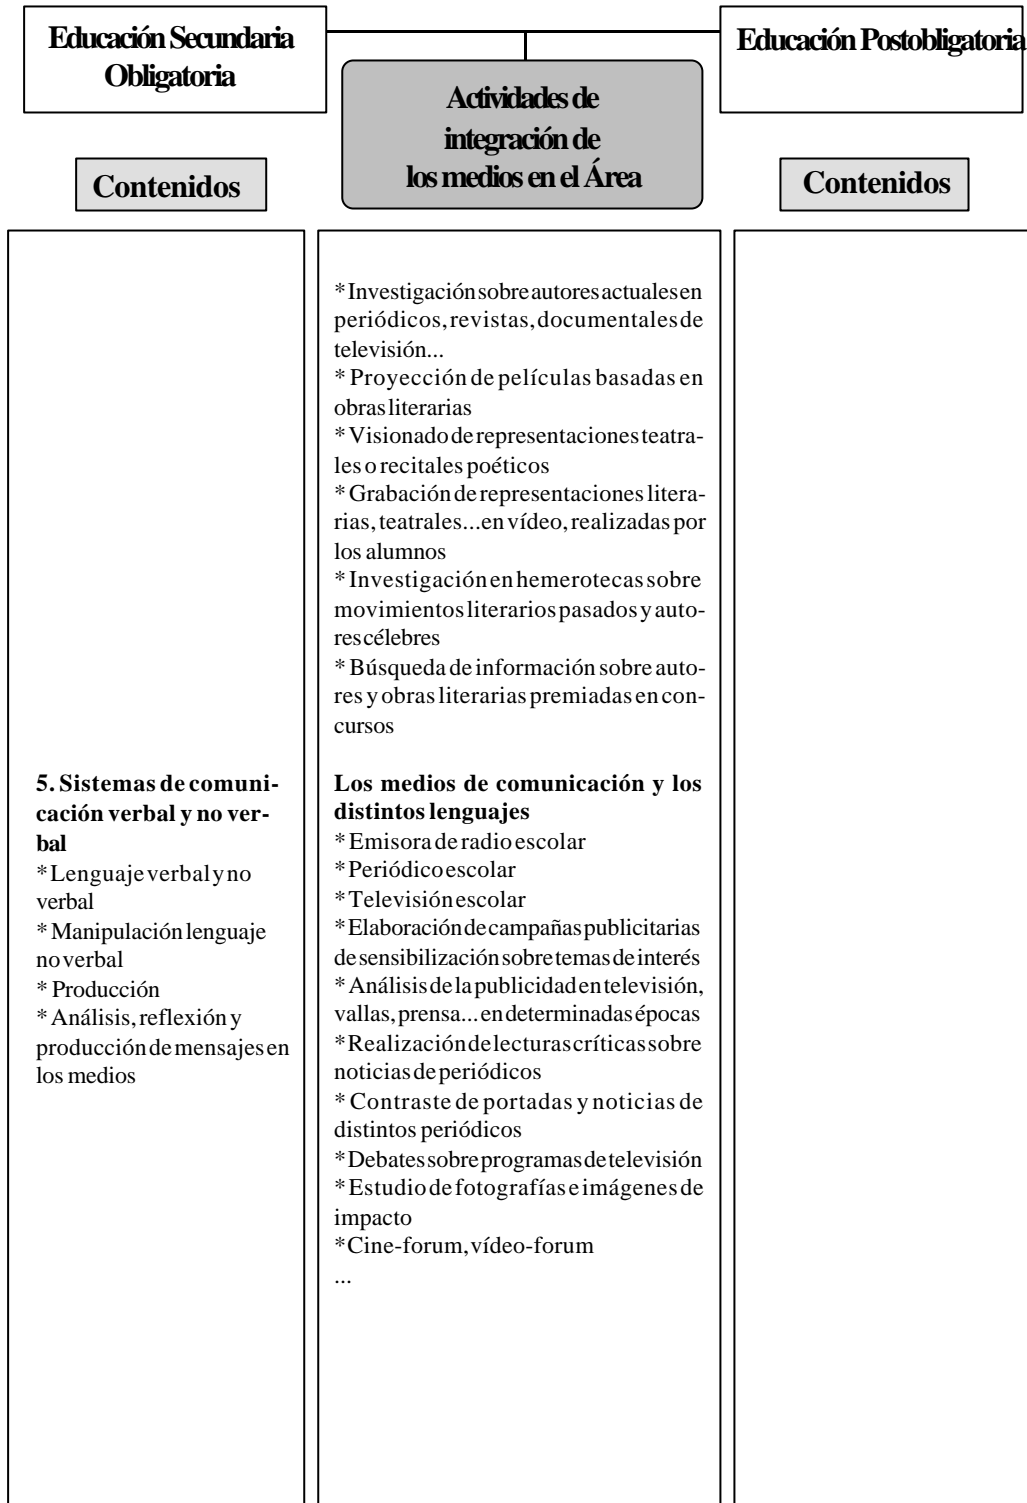 Educación Secundaria
Obligatoria
Educación Postobligatoria
Actividades de
integración de
los medios en el Área
Contenidos
Contenidos
* Investigación sobre autores actuales en
periódicos, revistas, documentales de
televisión...
* Proyección de películas basadas en
obras literarias
* Visionado de representaciones teatra-
les o recitales poéticos
* Grabación de representaciones litera-
rias, teatrales... en vídeo, realizadas por
los alumnos
* Investigación en hemerotecas sobre
movimientos literarios pasados y auto-
res célebres
* Búsqueda de información sobre auto-
res y obras literarias premiadas en con-
cursos
5. Sistemas de comuni-
cación verbal y no ver-
bal
* Lenguaje verbal y no
verbal
* Manipulación lenguaje
no verbal
* Producción
* Análisis, reflexión y
producción de mensajes en
los medios
Los medios de comunicación y los
distintos lenguajes
* Emisora de radio escolar
* Periódico escolar
* Televisión escolar
* Elaboración de campañas publicitarias
de sensibilización sobre temas de interés
* Análisis de la publicidad en televisión,
vallas, prensa... en determinadas épocas
* Realización de lecturas críticas sobre
noticias de periódicos
* Contraste de portadas y noticias de
distintos periódicos
* Debates sobre programas de televisión
* Estudio de fotografías e imágenes de
impacto
* Cine-forum, vídeo-forum
...